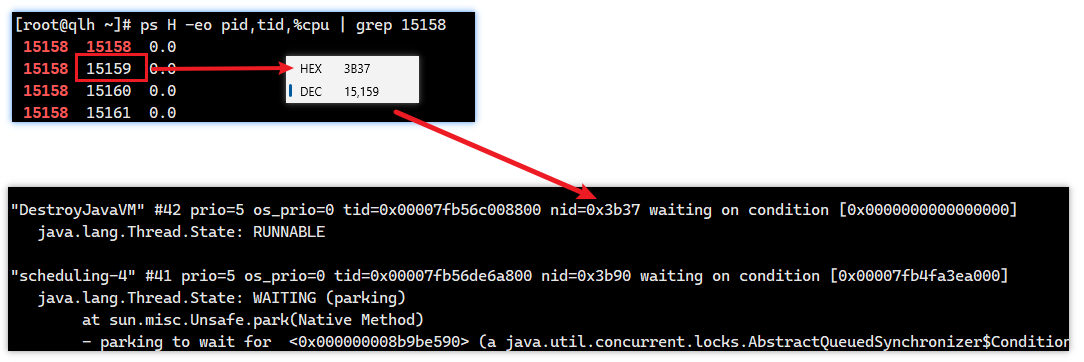 [root@qlh ~]# ps H -eo pid,tid,%cpu | grep 15158
15158 15158 0.0
15158 15159 0.0
15158 15160 0.0
15158 15161 0.0
HEX 3B37
DEC 15,159
"DestroyJavaVM" #42 prio=5 os_prio=0 tid=0x00007fb56c008800 nid=0x3b37 waiting on condition [0x0000000000000000]
java.lang.Thread.State: RUNNABLE
"scheduling-4" #41 prio=5 os_prio=0 tid=0x00007fb56de6a800 nid=0x3b90 waiting on condition [0x00007fb4fa3ea000]
java.lang.Thread.State: WAITING (parking)
at sun.misc.Unsafe.park(Native Method)
- parking to wait for <0x000000008b9be590> (a java.util.concurrent.locks.AbstractQueuedSynchronizer$Condition